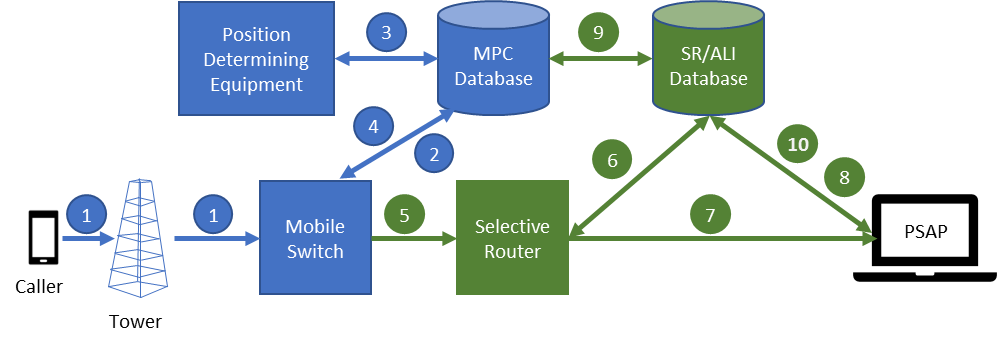 Position
Determining
Equipment
3
MPC
Database
9
SR/ALI
Database
4
2
6
10
8
1
1
Mobile
Switch
5
Selective
Router
7
PSAP
Caller
Tower